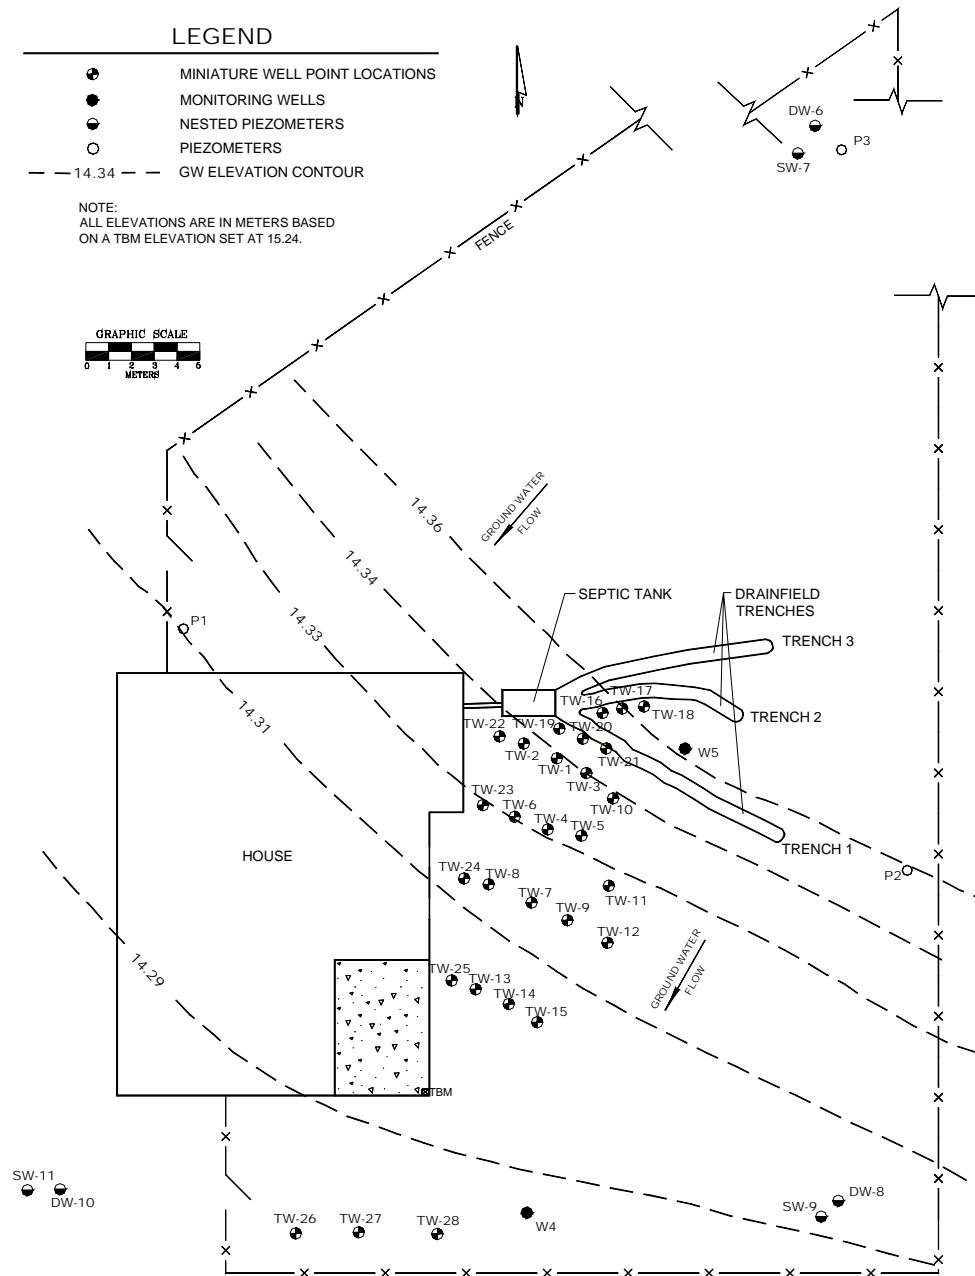 LEGEND
MINIATURE WELL POINT LOCATIONS
MONITORING WELLS
NESTED PIEZOMETERS
PIEZOMETERS
14.34 GW ELEVATION CONTOUR
NOTE:
ALL ELEVATIONS ARE IN METERS BASED
ON A TBM ELEVATION SET AT 15.24.
N
DW-6
P3
SW-7
FENCE
GRAPHIC SCALE
0 1 2 3 4 5
METERS
14.36
GROUND WATER
FLOW
14.34
14.33
14.31
14.29
P1
SEPTIC TANK
DRAINFIELD
TRENCHES
TRENCH 3
TRENCH 2
TRENCH 1
TW-17
TW-16
TW-18
TW-22
TW-19
TW-20
TW-2
TW-1
TW-21
W5
TW-3
TW-23
TW-6
TW-10
TW-4
TW-5
HOUSE
P2
TW-24
TW-8
TW-7
TW-11
TW-9
TW-12
TW-25
TW-13
TW-14
TW-15
GROUND WATER
FLOW
TBM
SW-11
DW-10
DW-8
SW-9
TW-26
TW-27
TW-28
W4